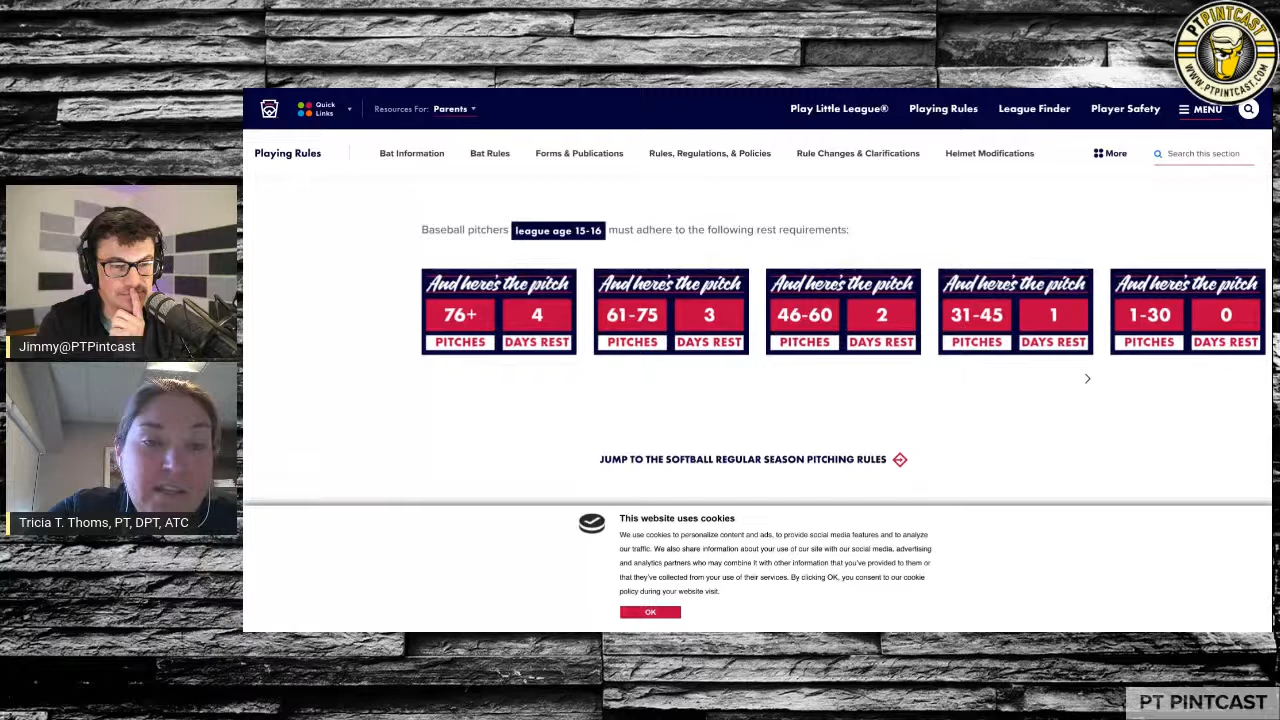 PTPINTCAST
WWW.PTPINTCAST.COM
Quick
Links
Resources For: Parents
Play Little League®
Playing Rules
League Finder
Player Safety
MENU
Playing Rules
Bat Information
Bat Rules
Forms & Publications
Rules, Regulations, & Policies
Rule Changes & Clarifications
Helmet Modifications
More
Search this section
Baseball pitchers league age 15-16 must adhere to the following rest requirements:
And here's the pitch
76+ 4
PITCHES DAYS REST
And here's the pitch
61-75 3
PITCHES DAYS REST
And here's the pitch
46-60 2
PITCHES DAYS REST
And here's the pitch
31-45 1
PITCHES DAYS REST
And here's the pitch
1-30 0
PITCHES DAYS REST
JUMP TO THE SOFTBALL REGULAR SEASON PITCHING RULES
This website uses cookies
We use cookies to personalize content and ads, to provide social media features and to analyze
our traffic. We also share information about your use of our site with our social media, advertising
and analytics partners who may combine it with other information that you've provided to them or
that they've collected from your use of their services. By clicking OK, you consent to our cookie
policy during your website visit.
OK
Jimmy@PTPintcast
Tricia T. Thoms, PT, DPT, ATC
PT PINTCAST